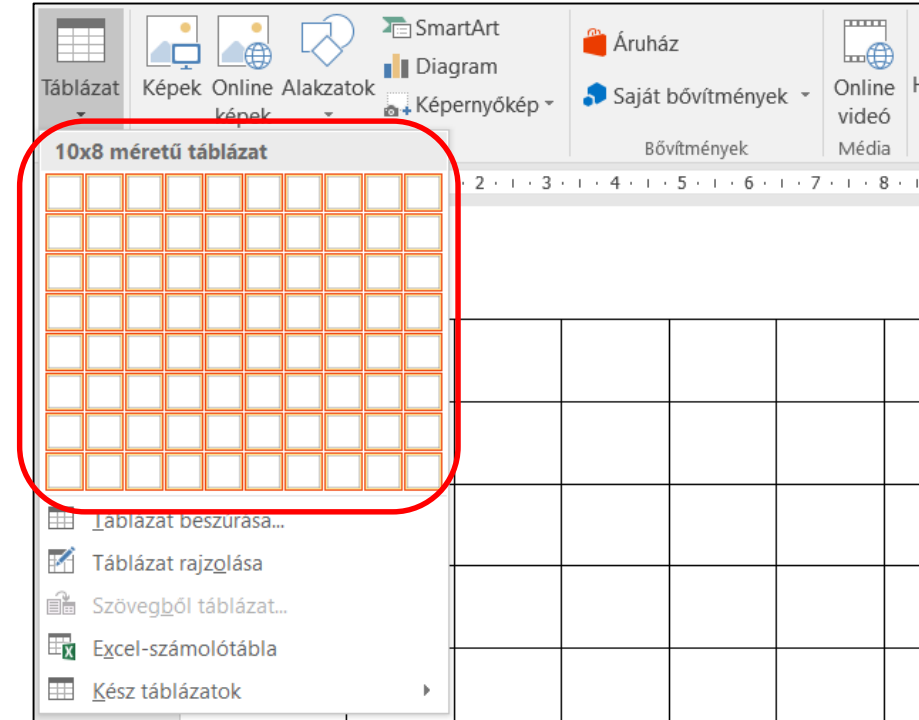 Táblázat
Képek
Online
képek
Alakzatok
SmartArt
Diagram
Képernyőkép
Áruház
Saját bővítmények
Bővítmények
Online
videó
Média
H
10x8 méretű táblázat
2 3 4 5 6 7 8
Táblázat beszúrása...
Táblázat rajzolása
Szövegből táblázat...
Excel-számolótábla
Kész táblázatok